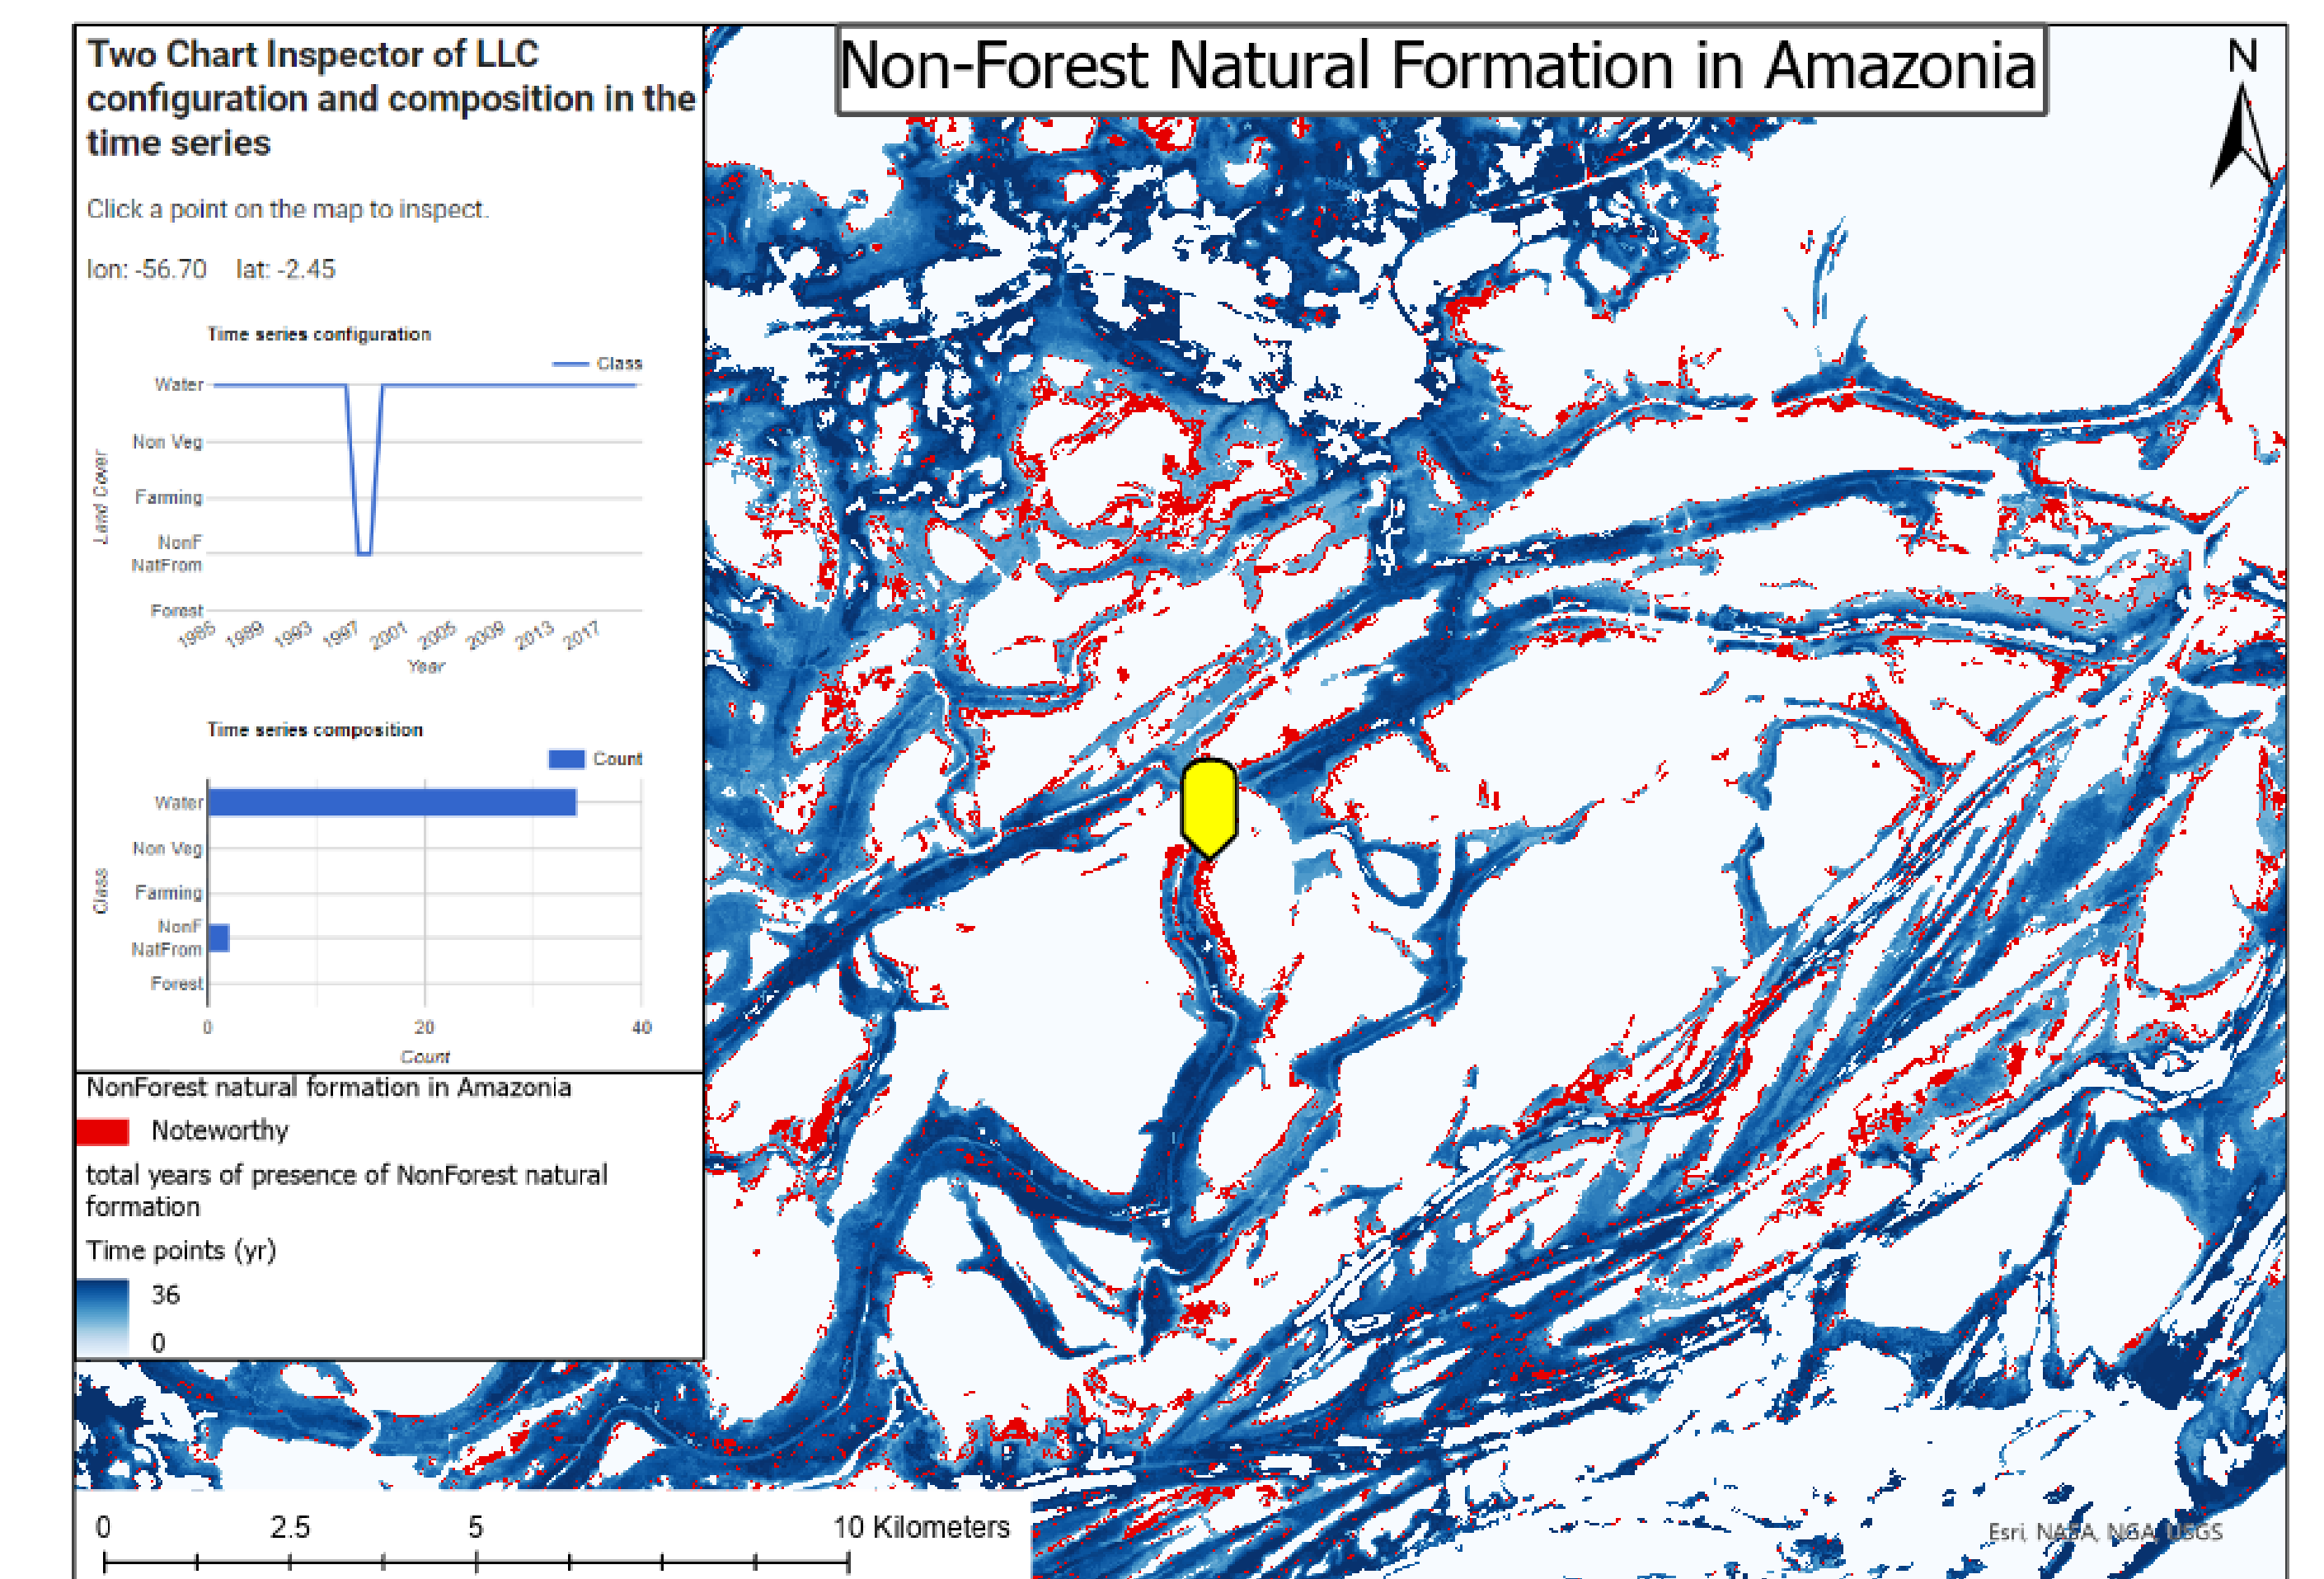 Non-Forest Natural Formation in Amazonia
N
Two Chart Inspector of LLC
configuration and composition in the
time series
Click a point on the map to inspect.
lon: -56.70 lat: -2.45
Time series configuration
Class
Water
Non Veg
Farming
NonF
NatFrom
Forest
Land Cover
1985 1989 1993 1997 2001 2005 2009 2013 2017
Year
Time series composition
Count
Water
Non Veg
Farming
NonF
NatFrom
Forest
Class
0 20 40
Count
NonForest natural formation in Amazonia
Noteworthy
total years of presence of NonForest natural
formation
Time points (yr)
36
0
0 2.5 5 10 Kilometers
Esri, NASA, NGA, USGS